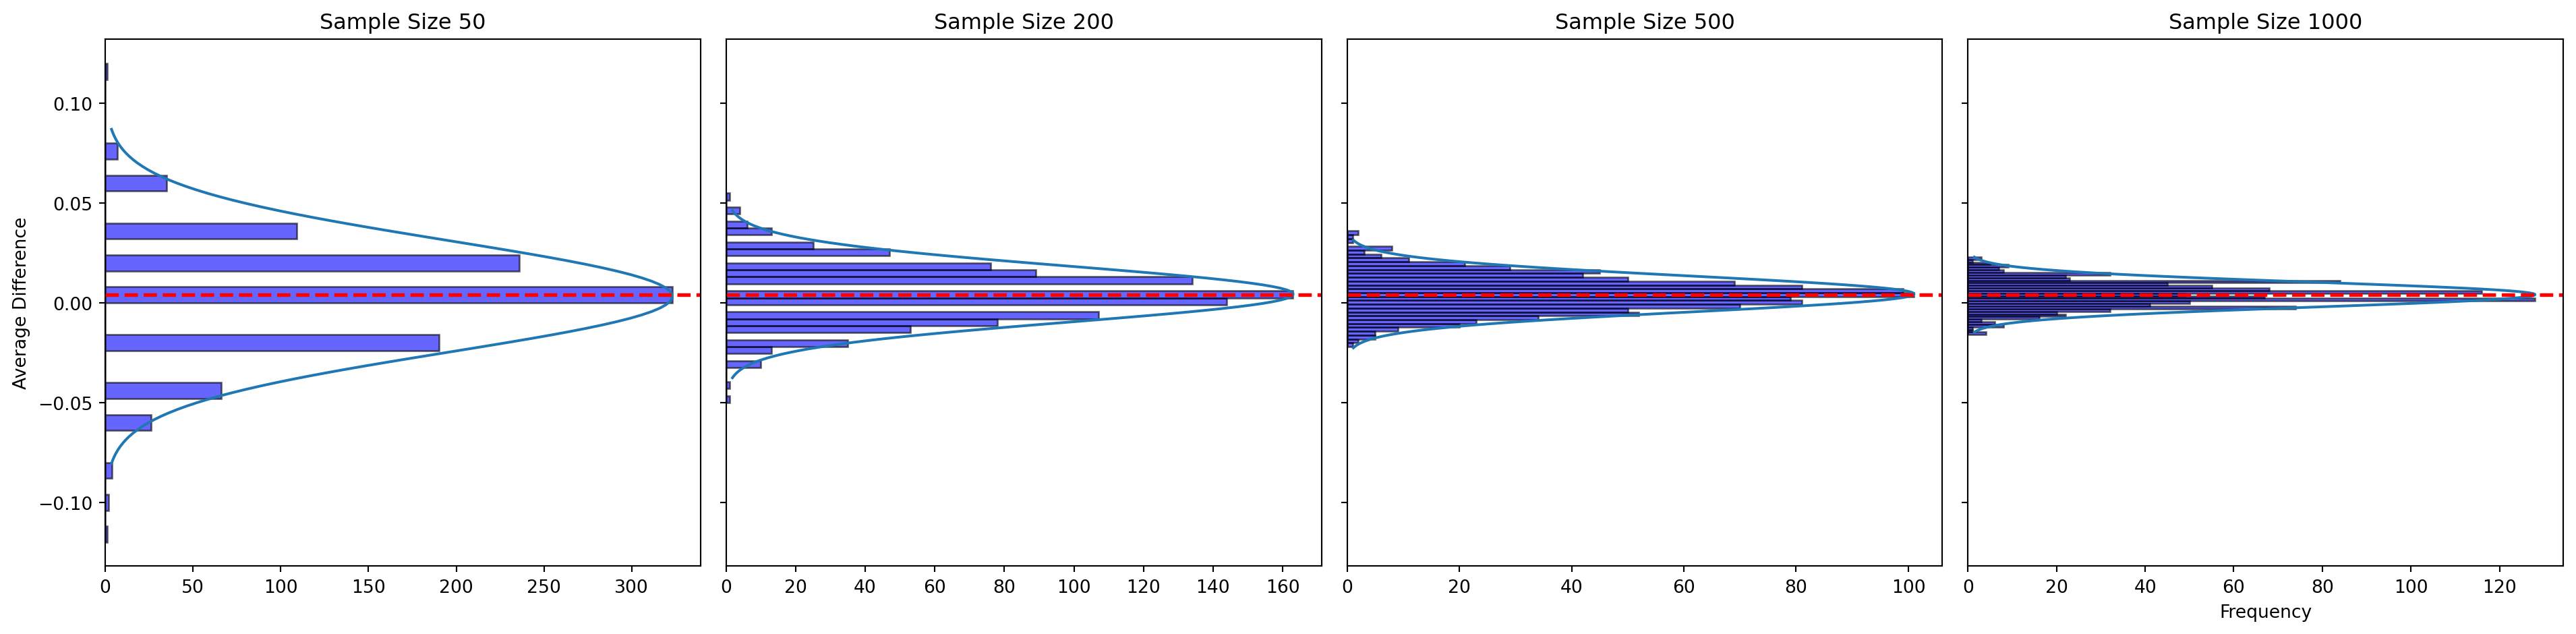 Sample Size 50
Sample Size 200
Sample Size 500
Sample Size 1000
Average Difference
0.10
0.05
0.00
−0.05
−0.10
0 50 100 150 200 250 300
0 20 40 60 80 100 120 140 160
0 20 40 60 80 100
0 20 40 60 80 100 120
Frequency